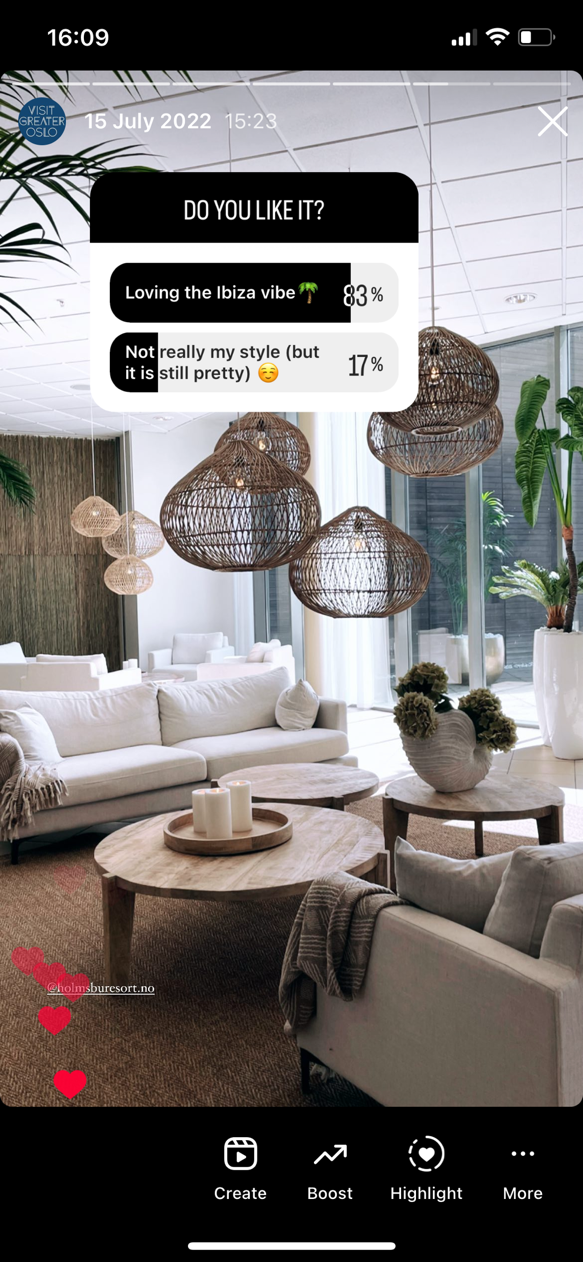 16:09
VISIT
GREATER
OSLO
15 July 2022 15:23
DO YOU LIKE IT?
Loving the Ibiza vibe🌴 83%
Not really my style (but
it is still pretty) ☺️ 17%
@holmsburesort.no
Create Boost Highlight More